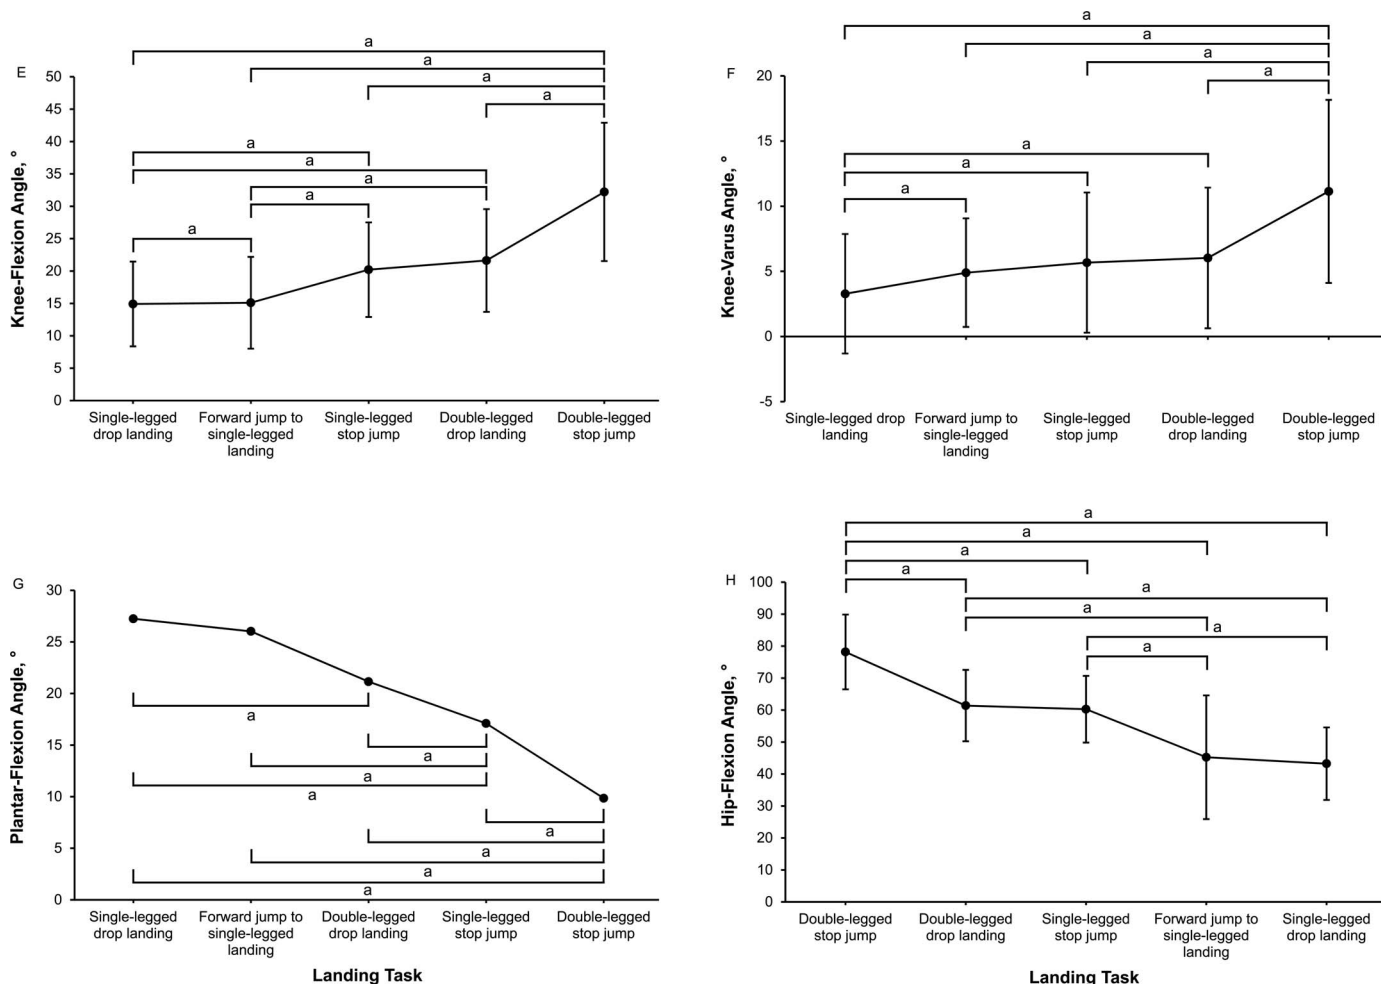 E
a
a
a
a
a
a
a
a
a
50
45
40
35
30
25
20
15
10
5
0
Knee-Flexion Angle, °
Single-legged
drop landing
Forward jump to
single-legged
landing
Single-legged
stop jump
Double-legged
drop landing
Double-legged
stop jump
F
a
a
a
a
a
a
a
20
15
10
5
0
-5
Knee-Varus Angle, °
Single-legged drop
landing
Forward jump to
single-legged
landing
Single-legged
stop jump
Double-legged
drop landing
Double-legged
stop jump
G
30
25
20
15
10
5
0
Plantar-Flexion Angle, °
a
a
a
a
a
a
a
a
Single-legged
drop landing
Forward jump to
single-legged
landing
Double-legged
drop landing
Single-legged
stop jump
Double-legged
stop jump
Landing Task
H
a
a
a
a
a
a
a
a
100
90
80
70
60
50
40
30
20
10
0
Hip-Flexion Angle, °
Double-legged
stop jump
Double-legged
drop landing
Single-legged
stop jump
Forward jump to
single-legged
landing
Single-legged
drop landing
Landing Task